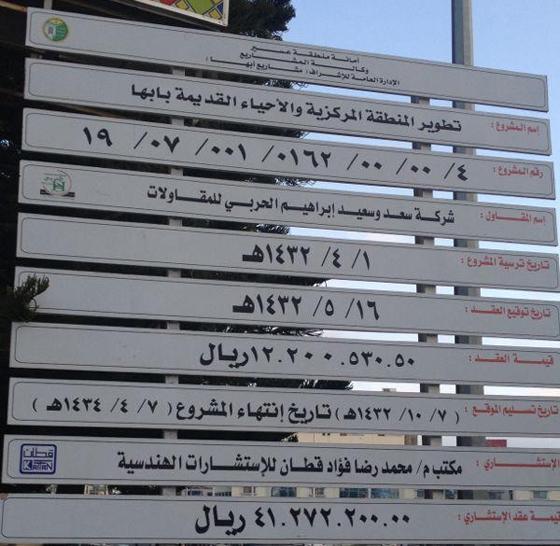 أمانة منطقة عسير
وكالة المشاريع
الإدارة العامة للإشراف ( مشاريع أبها )
اسم المشروع : تطوير المنطقة المركزية والأحياء القديمة بابها
رقم المشروع : ٤/ ٠٠/ ٠٠/ ٠١٦٢/ ٠٠١/ ٠٧/ ١٩
اسم المقاول : شركة سعد وسعيد إبراهيم الحربي للمقاولات
تاريخ ترسية المشروع : ١/ ٤/ ١٤٣٢هـ
تاريخ توقيع العقد : ١٦/ ٥/ ١٤٣٢هـ
قيمة العقد : ١٢.٢٠٠.٥٣٠.٥٠ ريال
تاريخ تسليم الموقع : ( ٧/ ١٠/ ١٤٣٢هـ ) تاريخ إنتهاء المشروع ( ٧/ ٤/ ١٤٣٤هـ )
الإستشاري : مكتب م/ محمد رضا فؤاد قطان للإستشارات الهندسية
قطان
قيمة عقد الإستشاري : ٤١.٢٧٢.٢٠٠.٠٠ ريال